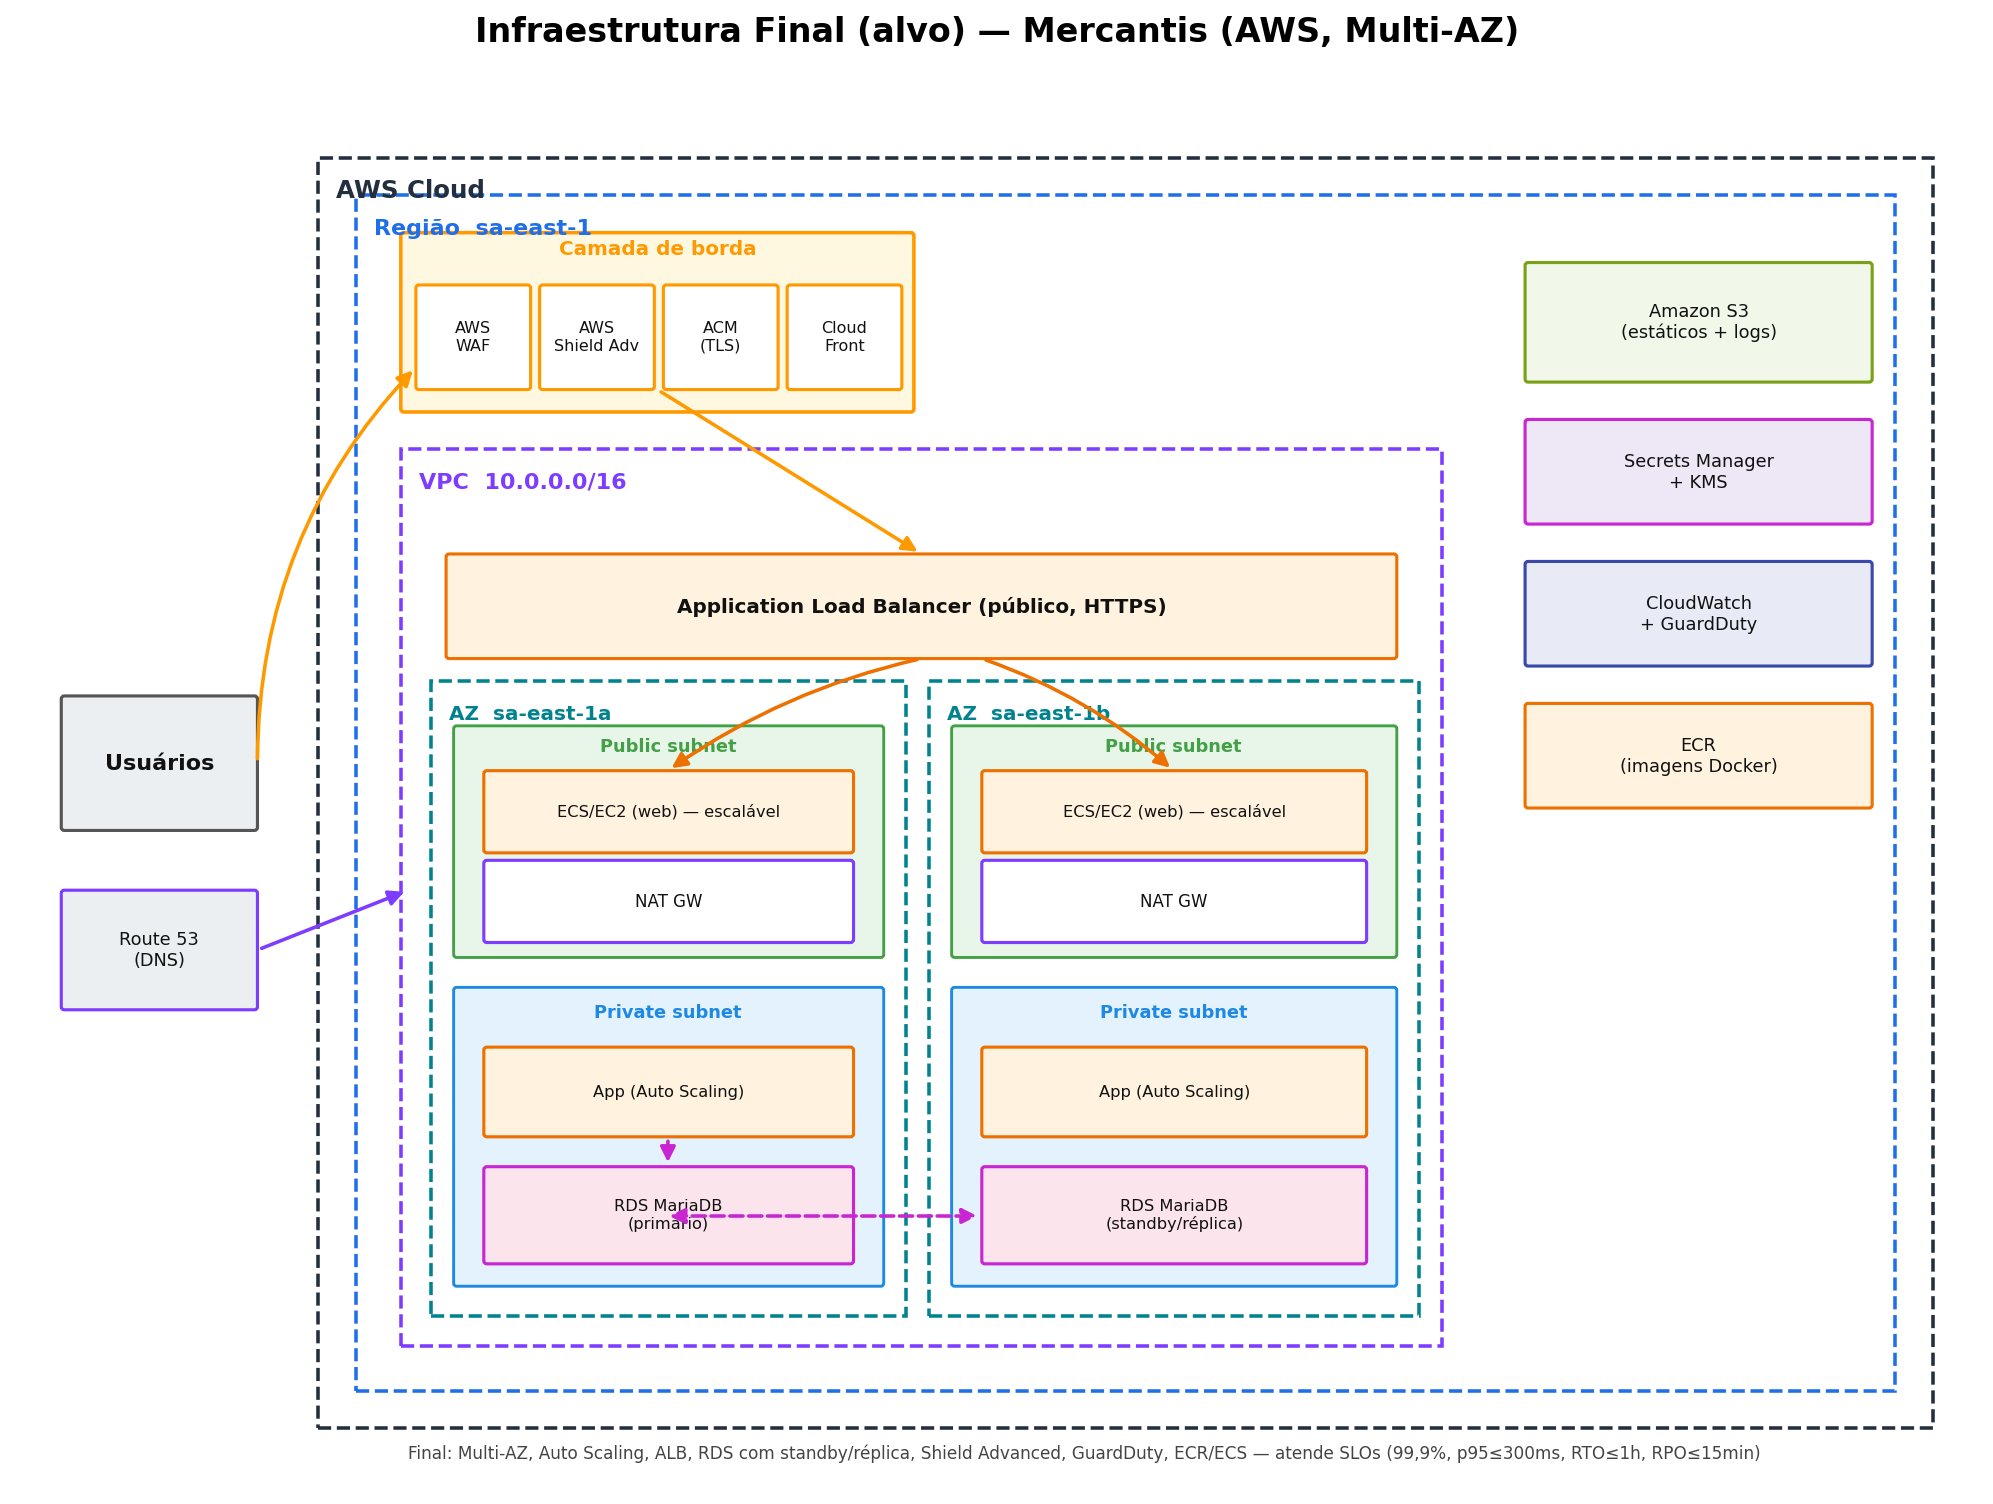 Infraestrutura Final (alvo) — Mercantis (AWS, Multi-AZ)
AWS Cloud
Região  sa-east-1
Camada de borda
AWS
WAF
AWS
Shield Adv
ACM
(TLS)
Cloud
Front
Amazon S3
(estáticos + logs)
Secrets Manager
+ KMS
CloudWatch
+ GuardDuty
ECR
(imagens Docker)
VPC  10.0.0.0/16
Application Load Balancer (público, HTTPS)
Usuários
Route 53
(DNS)
AZ  sa-east-1a
Public subnet
ECS/EC2 (web) — escalável
NAT GW
Private subnet
App (Auto Scaling)
RDS MariaDB
(primário)
AZ  sa-east-1b
Public subnet
ECS/EC2 (web) — escalável
NAT GW
Private subnet
App (Auto Scaling)
RDS MariaDB
(standby/réplica)
Final: Multi-AZ, Auto Scaling, ALB, RDS com standby/réplica, Shield Advanced, GuardDuty, ECR/ECS — atende SLOs (99,9%, p95≤300ms, RTO≤1h, RPO≤15min)